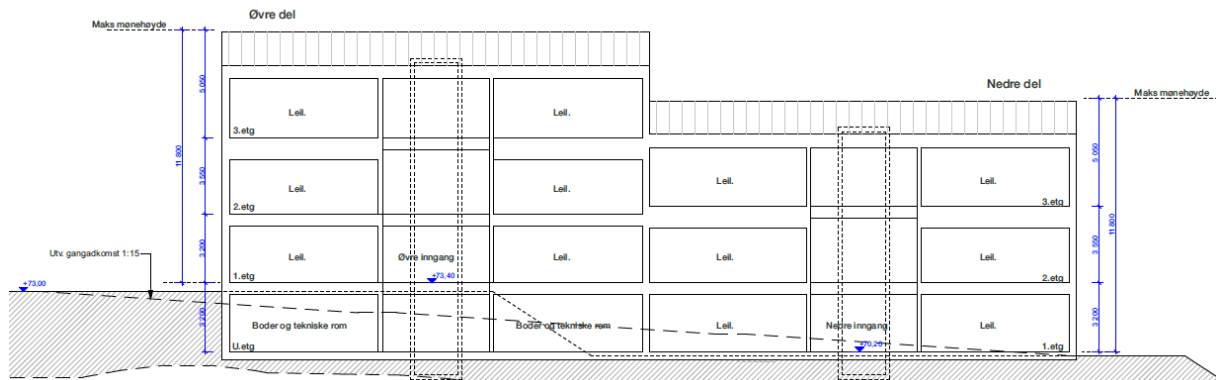 Øvre del
Maks mønehøyde
Nedre del
Maks mønehøyde
5 050
11 800
3 550
3 200
3 200
Leil.
Leil.
3.etg
Leil.
Leil.
2.etg
Leil.
Øvre inngang
Leil.
1.etg
+73,40
Utv. gangadkomst 1:15
+73,00
Boder og tekniske rom
Boder og tekniske rom
U.etg
Leil.
Leil.
3.etg
Leil.
Leil.
2.etg
Leil.
Nedre inngang
Leil.
+70,20
1.etg
5 050
11 800
3 550
3 200